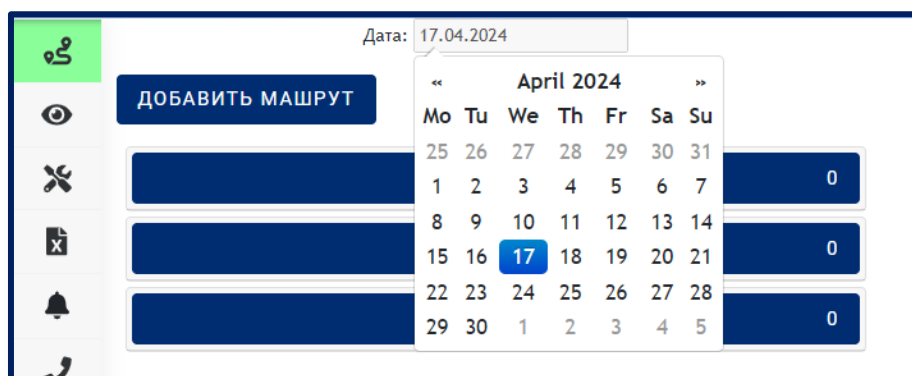 Дата: 17.04.2024
« April 2024 »
ДОБАВИТЬ МАШРУТ
Mo Tu We Th Fr Sa Su
25 26 27 28 29 30 31
1 2 3 4 5 6 7
0
8 9 10 11 12 13 14
15 16 17 18 19 20 21
0
22 23 24 25 26 27 28
29 30 1 2 3 4 5
0
X